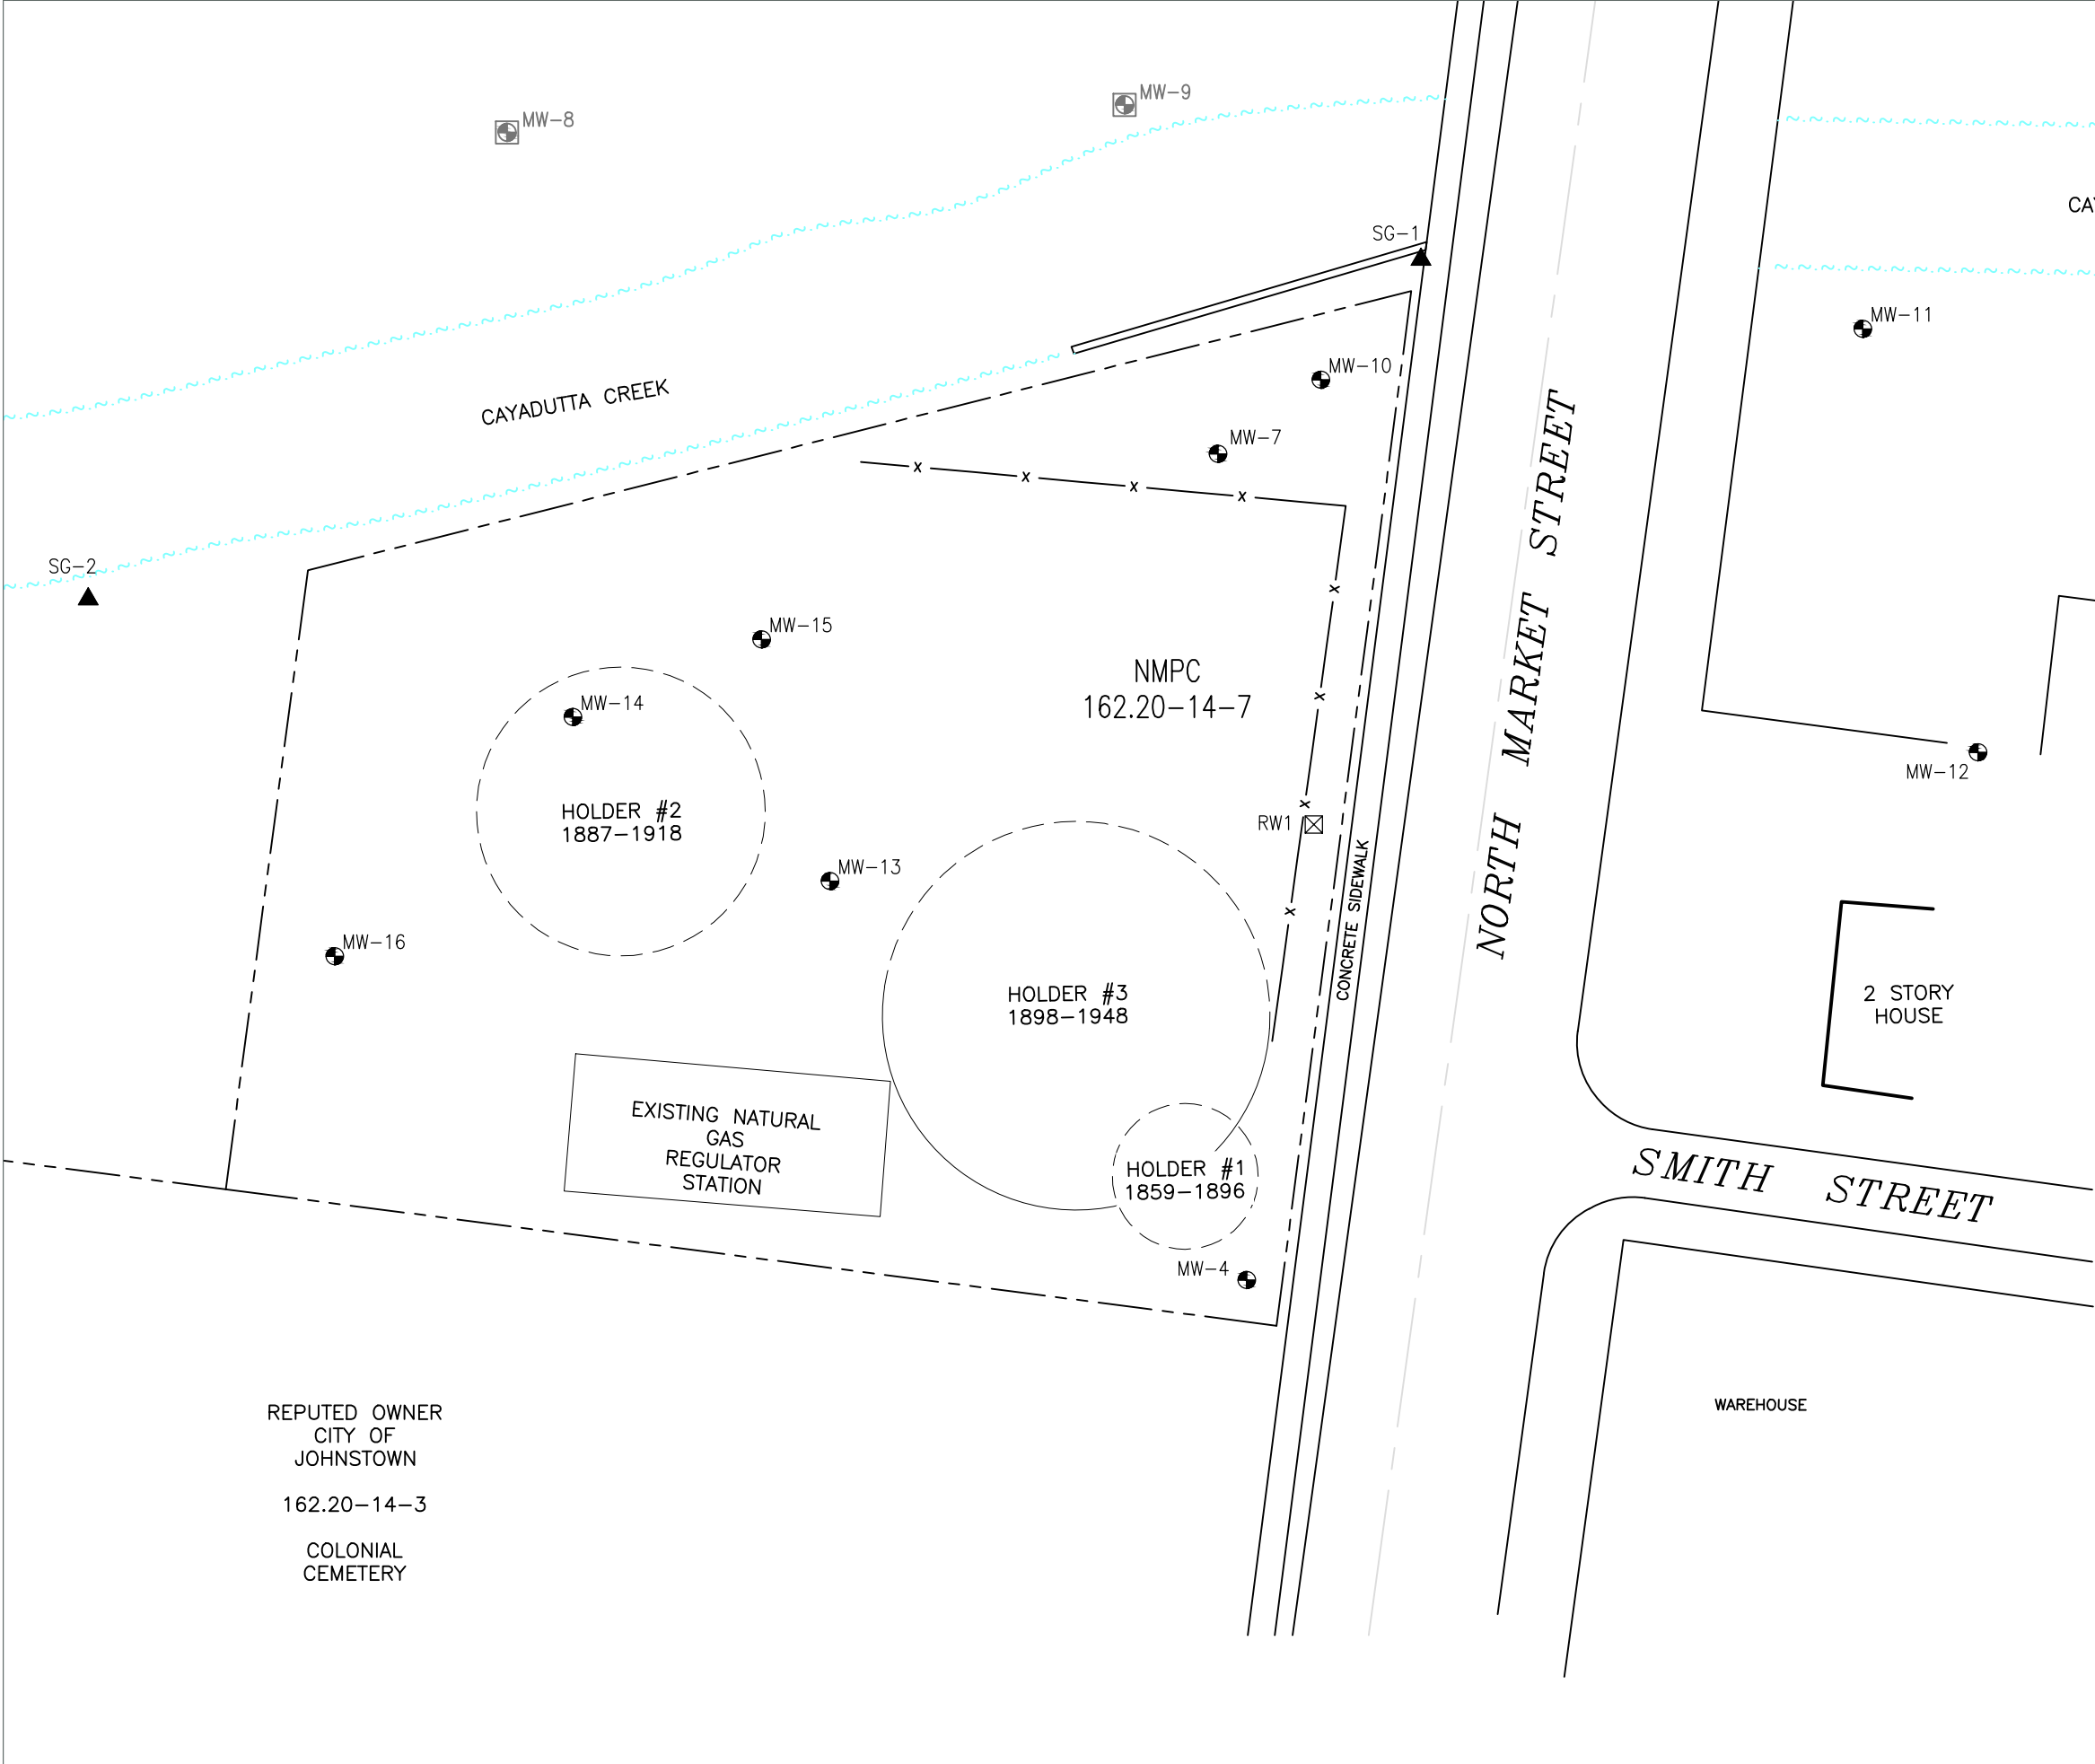 MW-9
MW-8
CA
SG-1
MW-11
MW-10
CAYADUTTA CREEK
MW-7
SG-2
MW-15
NMPC
162.20-14-7
MW-14
NORTH MARKET STREET
MW-12
HOLDER #2
1887-1918
RW1
MW-13
CONCRETE SIDEWALK
MW-16
HOLDER #3
1898-1948
2 STORY
HOUSE
EXISTING NATURAL
GAS
REGULATOR
STATION
HOLDER #1
1859-1896
SMITH STREET
MW-4
REPUTED OWNER
CITY OF
JOHNSTOWN
162.20-14-3
COLONIAL
CEMETERY
WAREHOUSE